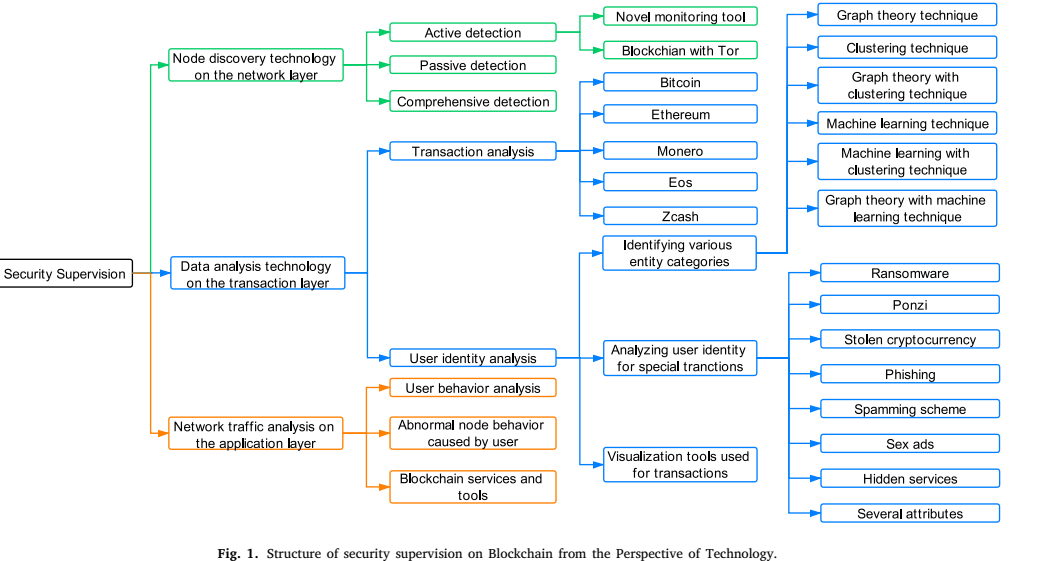 Security Supervision
Node discovery technology
on the network layer
Active detection
Novel monitoring tool
Blockchian with Tor
Passive detection
Comprehensive detection
Data analysis technology
on the transaction layer
Transaction analysis
Bitcoin
Ethereum
Monero
Eos
Zcash
User identity analysis
Identifying various
entity categories
Graph theory technique
Clustering technique
Graph theory with
clustering technique
Machine learning technique
Machine learning with
clustering technique
Graph theory with machine
learning technique
Analyzing user identity
for special tranctions
Ransomware
Ponzi
Stolen cryptocurrency
Phishing
Spamming scheme
Sex ads
Hidden services
Several attributes
Visualization tools used
for transactions
Network traffic analysis on
the application layer
User behavior analysis
Abnormal node behavior
caused by user
Blockchain services and
tools
Fig. 1. Structure of security supervision on Blockchain from the Perspective of Technology.